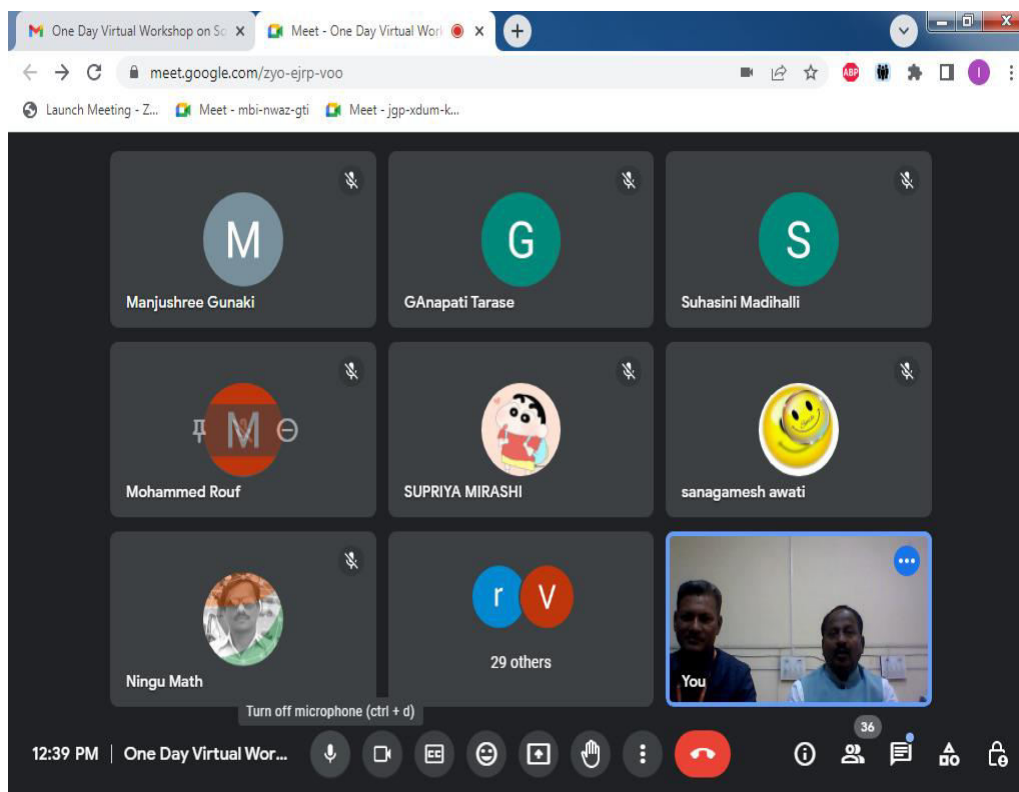 One Day Virtual Workshop on So
Meet - One Day Virtual Wor
meet.google.com/zyo-ejrp-voo
ABP
I
Launch Meeting - Z... Meet - mbi-nwaz-gti Meet - jgp-xdum-k...
M G S
Manjushree Gunaki GAnapati Tarase Suhasini Madihalli
M
Mohammed Rouf SUPRIYA MIRASHI sanagamesh awati
r V
29 others
Ningu Math You
Turn off microphone (ctrl + d)
36
12:39 PM | One Day Virtual Wor... CC